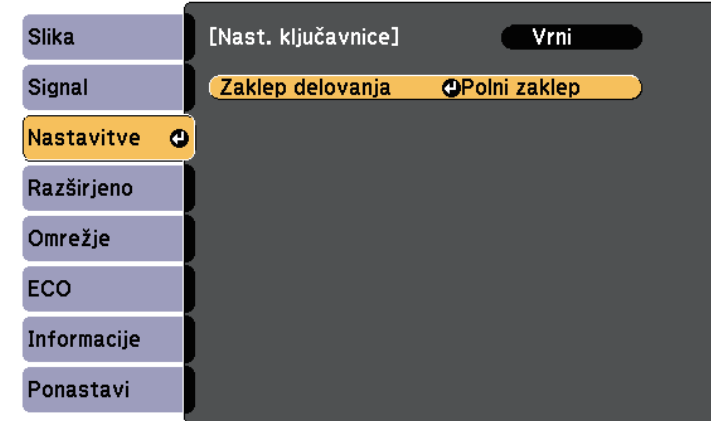 Slika
Signal
Nastavitve
Razširjeno
Omrežje
ECO
Informacije
Ponastavi
[Nast. ključavnice] Vrni
Zaklep delovanja Polni zaklep